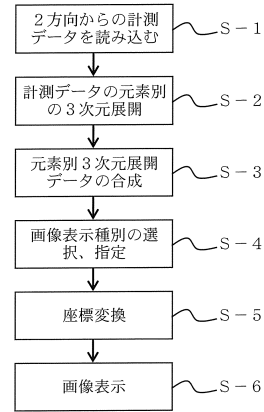 ２方向からの計測
データを読み込む
Ｓ－１
計測データの元素別
の３次元展開
Ｓ－２
元素別３次元展開
データの合成
Ｓ－３
画像表示種別の選
択、指定
Ｓ－４
座標変換
Ｓ－５
画像表示
Ｓ－６